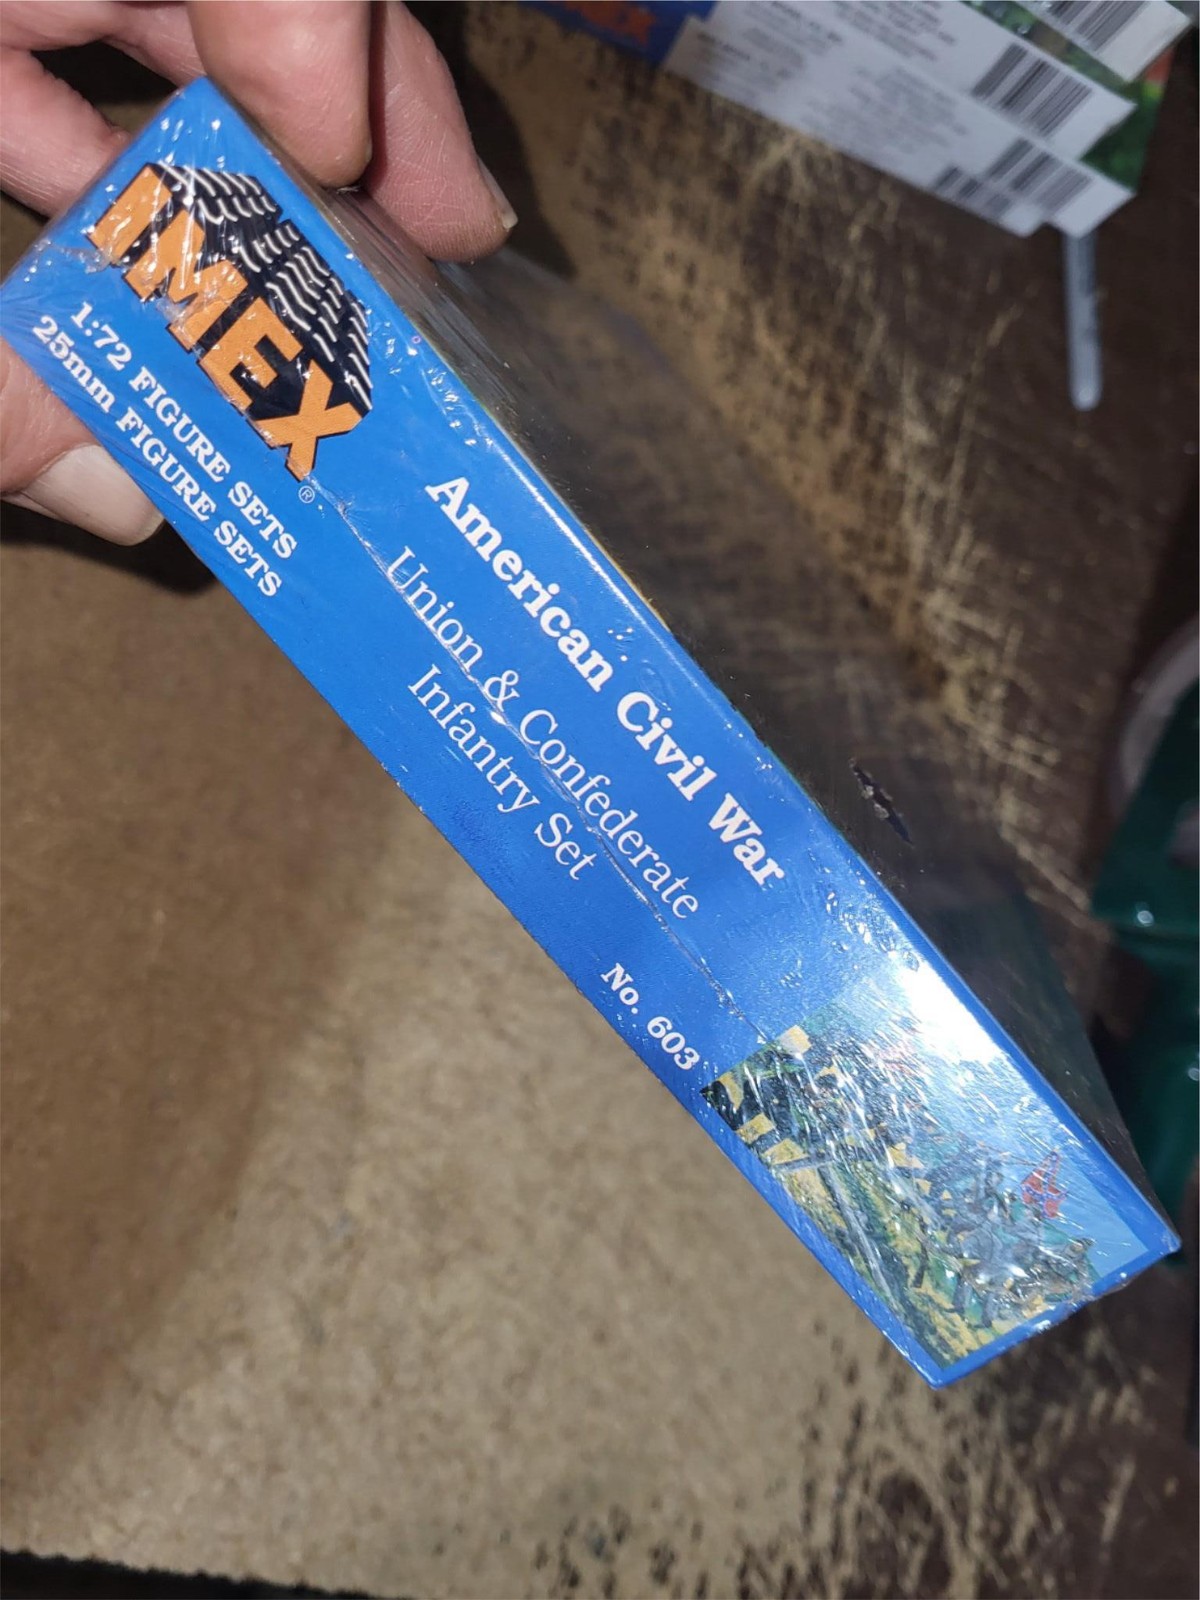 IMEX
®
1:72 FIGURE SETS
25mm FIGURE SETS
American Civil War
Union & Confederate
Infantry Set
No. 603